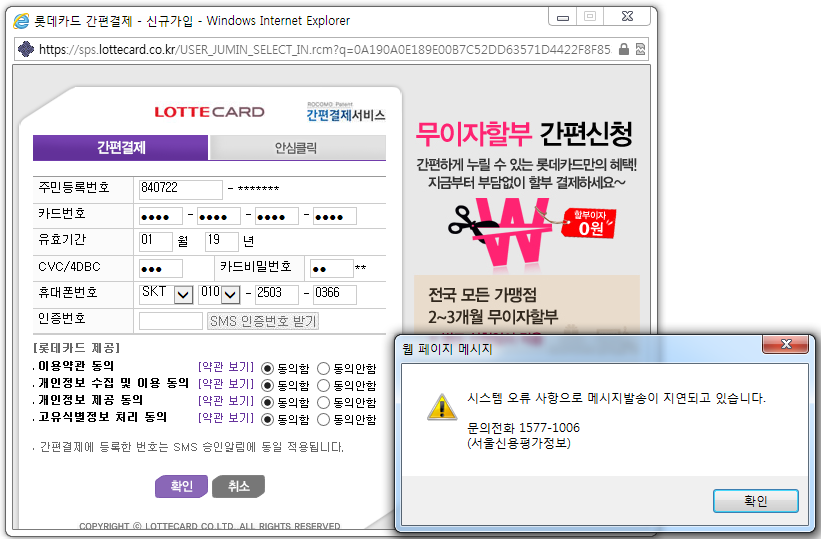 롯데카드 간편결제 - 신규가입 - Windows Internet Explorer
https://sps.lottecard.co.kr/USER_JUMIN_SELECT_IN.rcm?q=0A190A0E189E00B7C52DD63571D4422F8F85
LOTTECARD
ROCOMO Patent
간편결제서비스
간편결제
안심클릭
주민등록번호 840722 - *******
카드번호 ●●●● - ●●●● - ●●●● - ●●●●
유효기간 01 월 19 년
CVC/4DBC ●●● 카드비밀번호 ●● **
휴대폰번호 SKT 010 - 2503 - 0366
인증번호 SMS 인증번호 받기
[롯데카드 제공]
. 이용약관 동의 [약관 보기] 동의함 동의안함
. 개인정보 수집 및 이용 동의 [약관 보기] 동의함 동의안함
. 개인정보 제공 동의 [약관 보기] 동의함 동의안함
. 고유식별정보 처리 동의 [약관 보기] 동의함 동의안함
· 간편결제에 등록한 번호는 SMS 승인알림에 동일 적용됩니다.
확인 취소
COPYRIGHT ⓒ LOTTECARD CO.LTD. ALL RIGHTS RESERVED
무이자할부 간편신청
간편하게 누릴 수 있는 롯데카드만의 혜택!
지금부터 부담없이 할부 결제하세요~
할부이자
0원
전국 모든 가맹점
2~3개월 무이자할부
웹 페이지 메시지
시스템 오류 사항으로 메시지발송이 지연되고 있습니다.
문의전화 1577-1006
(서울신용평가정보)
확인